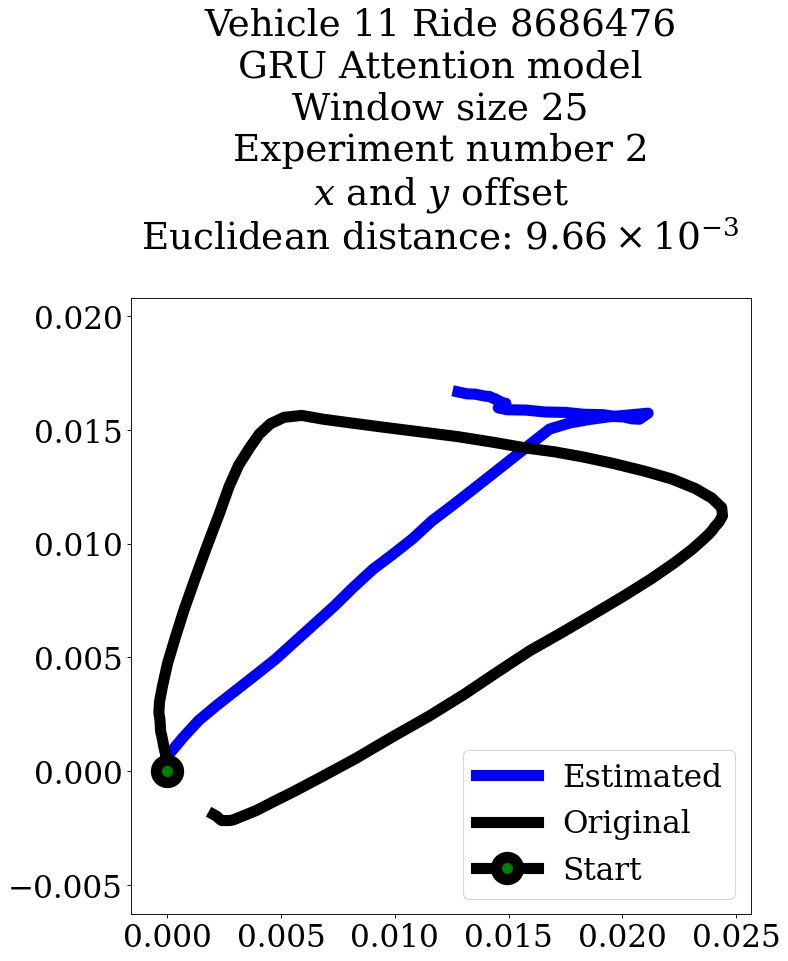 Vehicle 11 Ride 8686476
GRU Attention model
Window size 25
Experiment number 2
x and y offset
Euclidean distance: 9.66 × 10⁻³
0.020
0.015
0.010
0.005
0.000
−0.005
Estimated
Original
Start
0.000 0.005 0.010 0.015 0.020 0.025